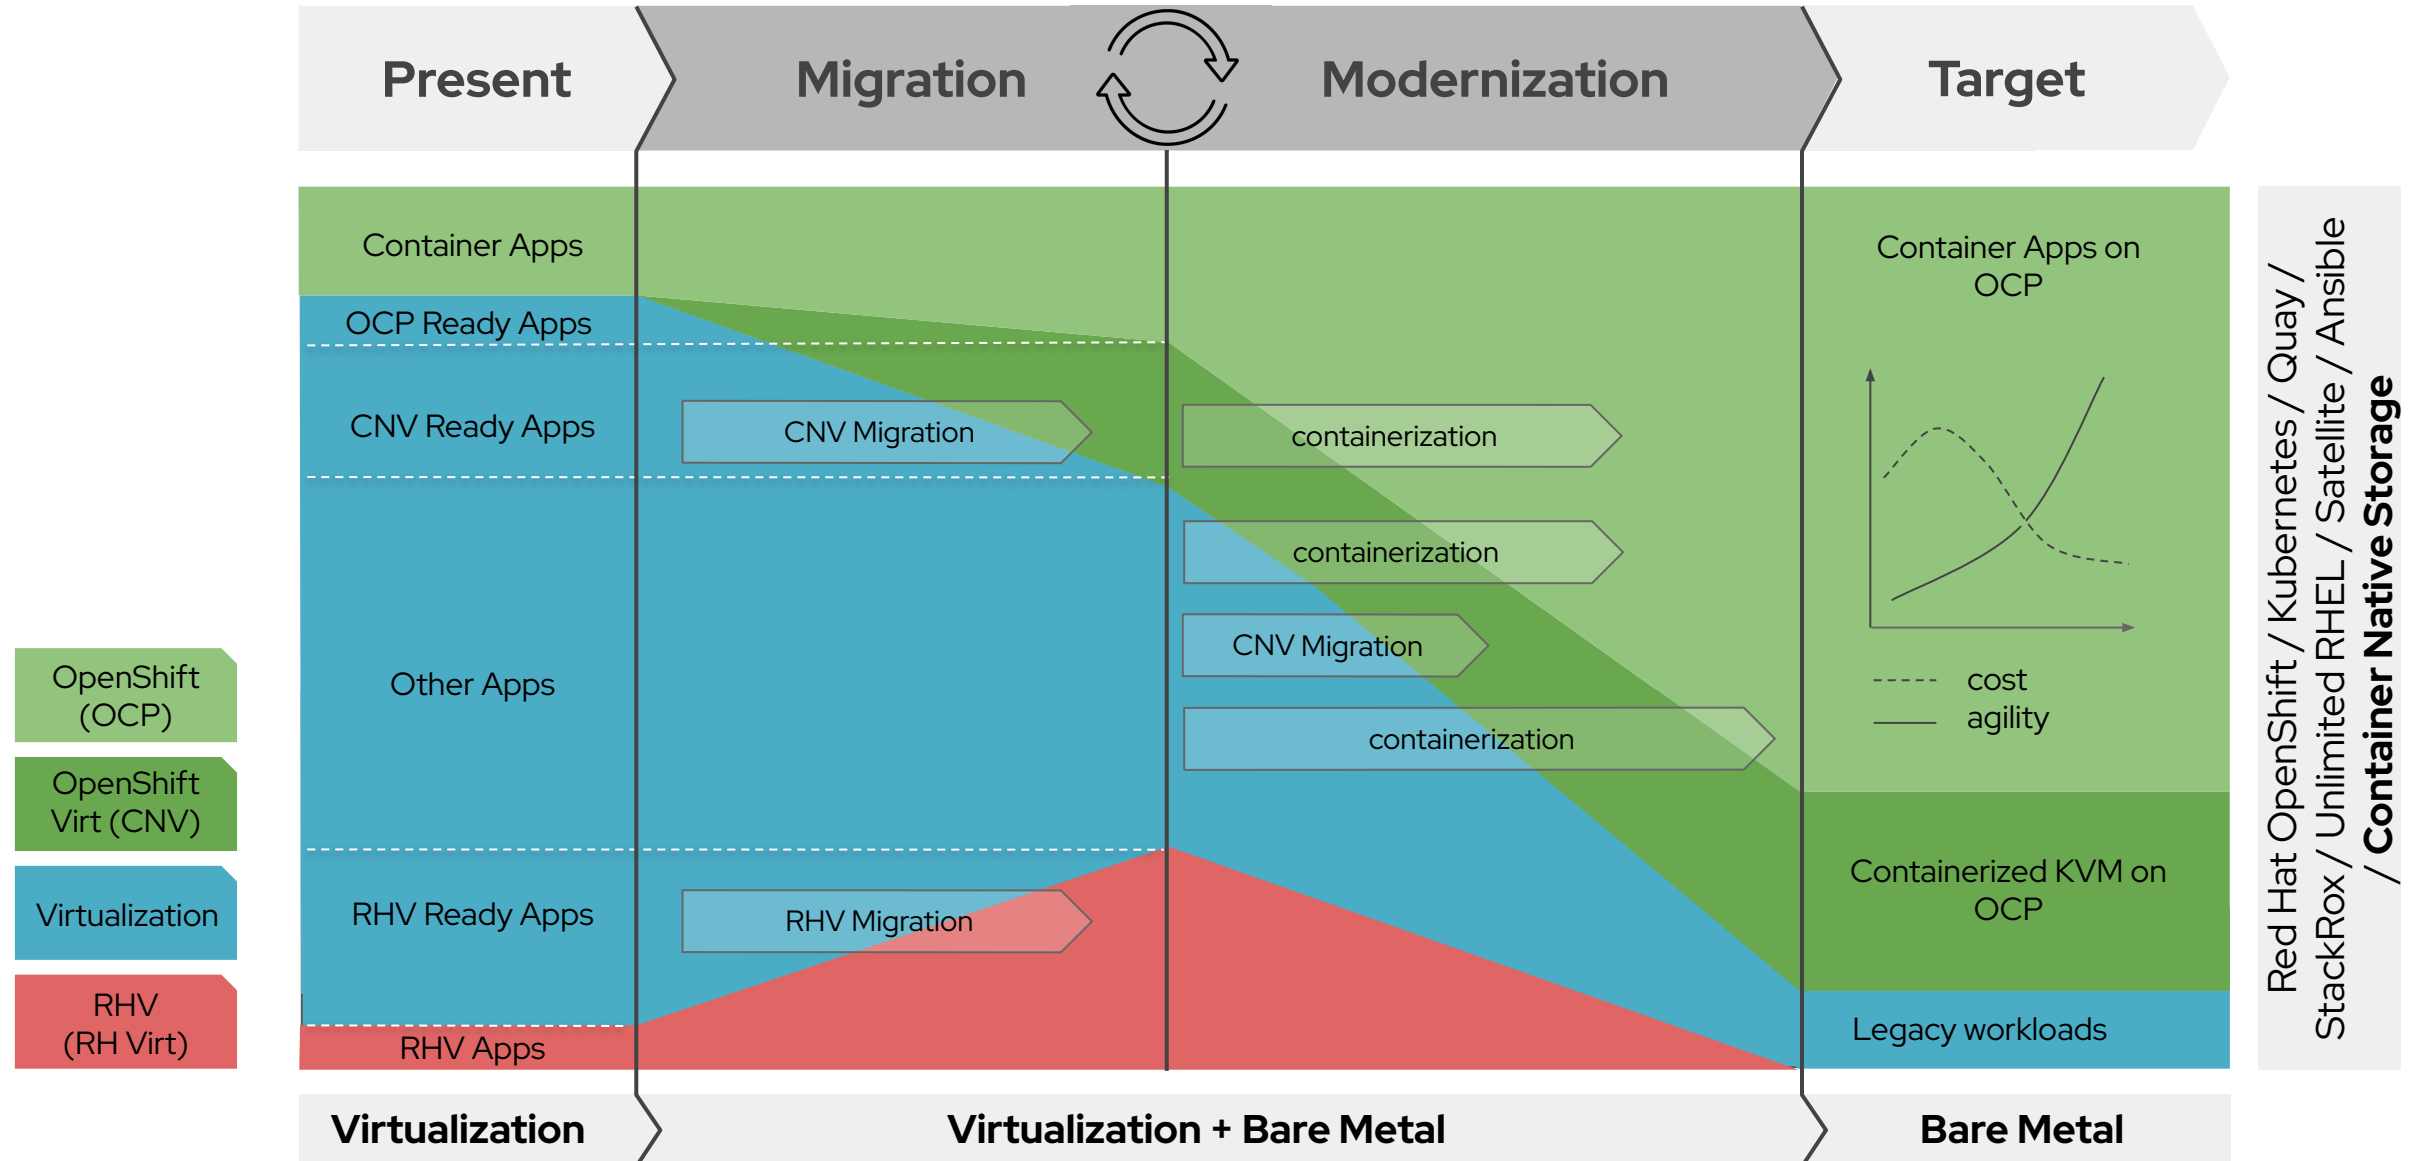 Present
Migration
Modernization
Target
Container Apps
OCP Ready Apps
CNV Ready Apps
Other Apps
RHV Ready Apps
RHV Apps
CNV Migration
RHV Migration
containerization
containerization
CNV Migration
containerization
Container Apps on
OCP
cost
agility
Containerized KVM on
OCP
Legacy workloads
OpenShift
(OCP)
OpenShift
Virt (CNV)
Virtualization
RHV
(RH Virt)
Red Hat OpenShift / Kubernetes / Quay /
StackRox / Unlimited RHEL / Satellite / Ansible
/ Container Native Storage
Virtualization
Virtualization + Bare Metal
Bare Metal